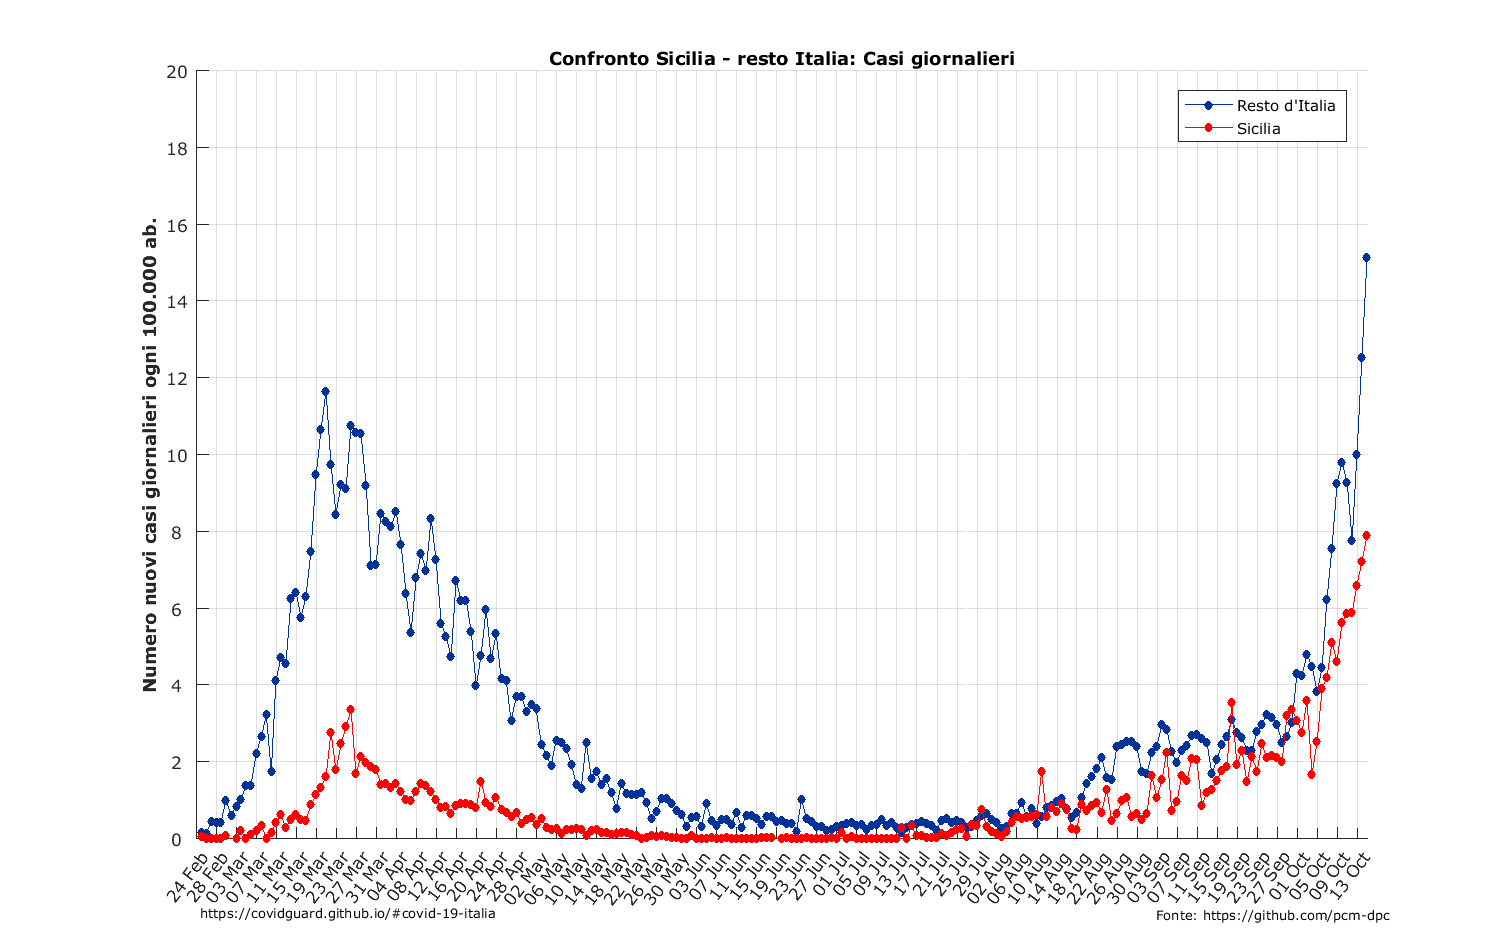 Confronto Sicilia - resto Italia: Casi giornalieri
Numero nuovi casi giornalieri ogni 100.000 ab.
20
18
16
14
12
10
8
6
4
2
0
Resto d'Italia
Sicilia
24 Feb
28 Feb
03 Mar
07 Mar
11 Mar
15 Mar
19 Mar
23 Mar
27 Mar
31 Mar
04 Apr
08 Apr
12 Apr
16 Apr
20 Apr
24 Apr
28 Apr
02 May
06 May
10 May
14 May
18 May
22 May
26 May
30 May
03 Jun
07 Jun
11 Jun
15 Jun
19 Jun
23 Jun
27 Jun
01 Jul
05 Jul
09 Jul
13 Jul
17 Jul
21 Jul
25 Jul
29 Jul
02 Aug
06 Aug
10 Aug
14 Aug
18 Aug
22 Aug
26 Aug
30 Aug
03 Sep
07 Sep
11 Sep
15 Sep
19 Sep
23 Sep
27 Sep
01 Oct
05 Oct
09 Oct
13 Oct
https://covidguard.github.io/#covid-19-italia
Fonte: https://github.com/pcm-dpc